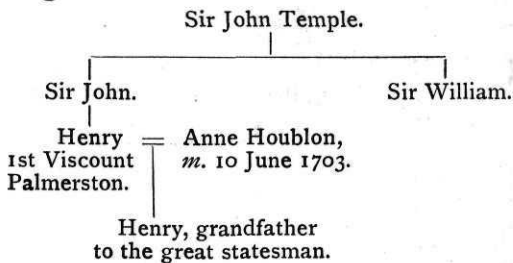 Sir John Temple.
Sir John. Sir William.
Henry = Anne Houblon,
1st Viscount m. 10 June 1703.
Palmerston.
Henry, grandfather
to the great statesman.